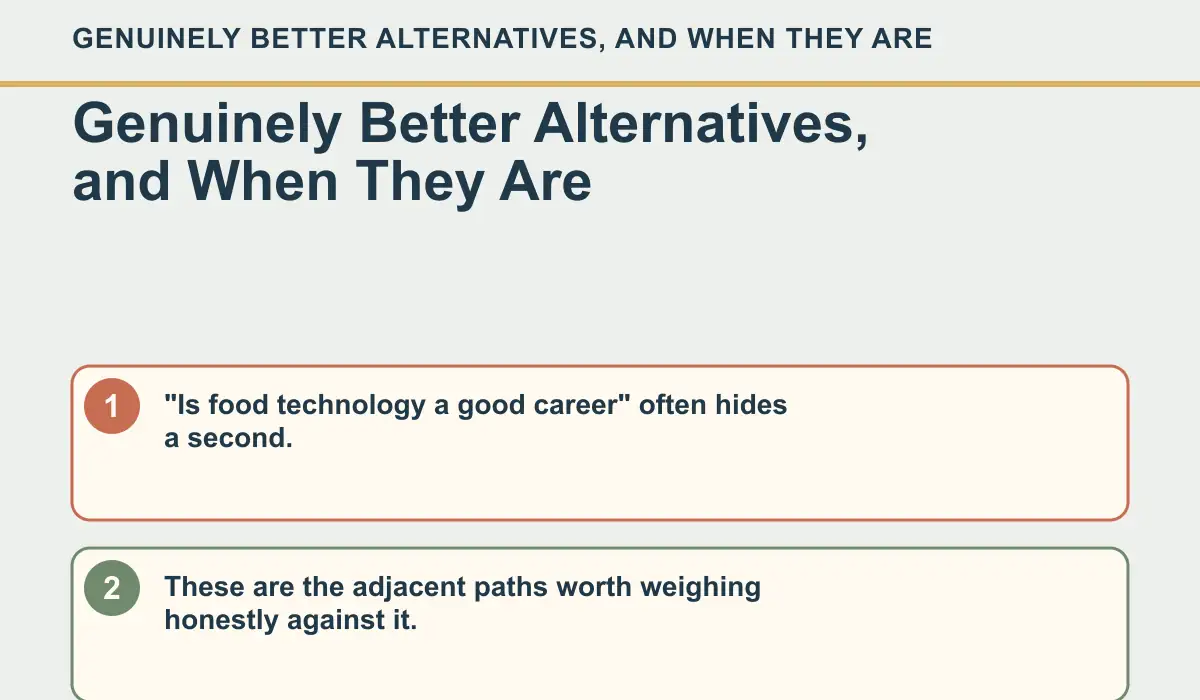 GENUINELY BETTER ALTERNATIVES, AND WHEN THEY ARE
Genuinely Better Alternatives,
and When They Are
1
"Is food technology a good career" often hides
a second.
2
These are the adjacent paths worth weighing
honestly against it.